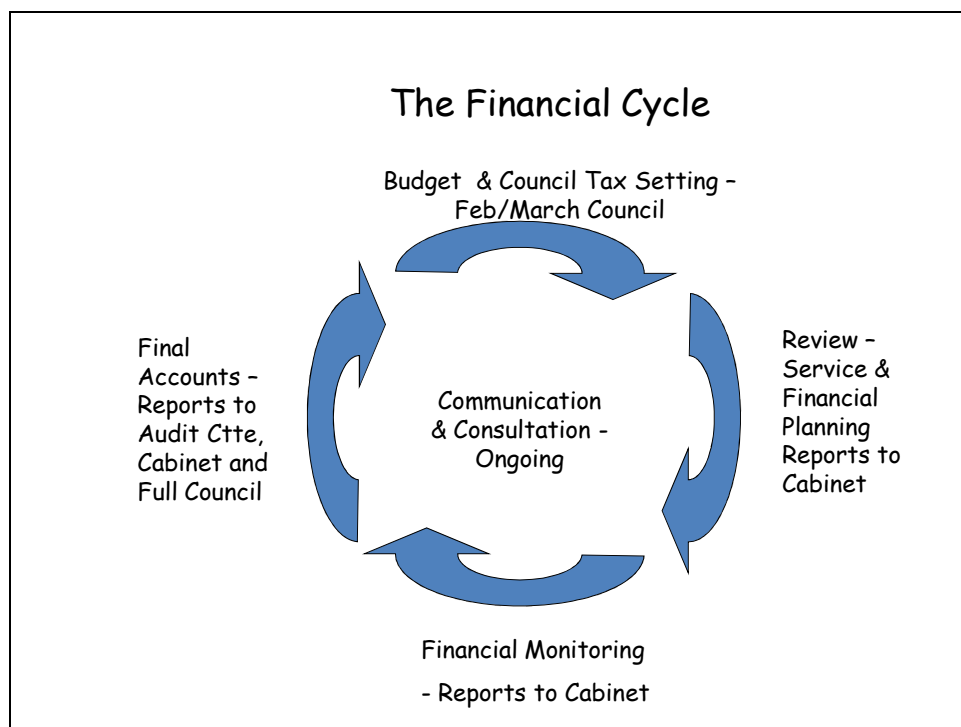 The Financial Cycle
Budget & Council Tax Setting –
Feb/March Council
Review –
Service &
Financial
Planning
Reports to
Cabinet
Financial Monitoring
- Reports to Cabinet
Final
Accounts –
Reports to
Audit Ctte,
Cabinet and
Full Council
Communication
& Consultation -
Ongoing